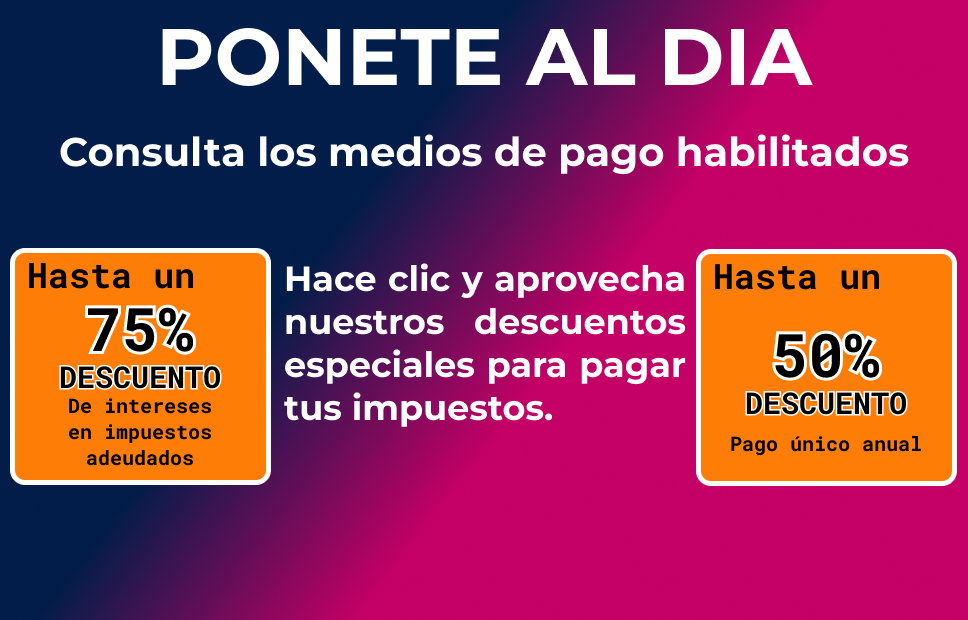 PONETE AL DIA
Consulta los medios de pago habilitados
Hasta un
75%
DESCUENTO
De intereses
en impuestos
adeudados
Hace clic y aprovecha
nuestros descuentos
especiales para pagar
tus impuestos.
Hasta un
50%
DESCUENTO
Pago único anual